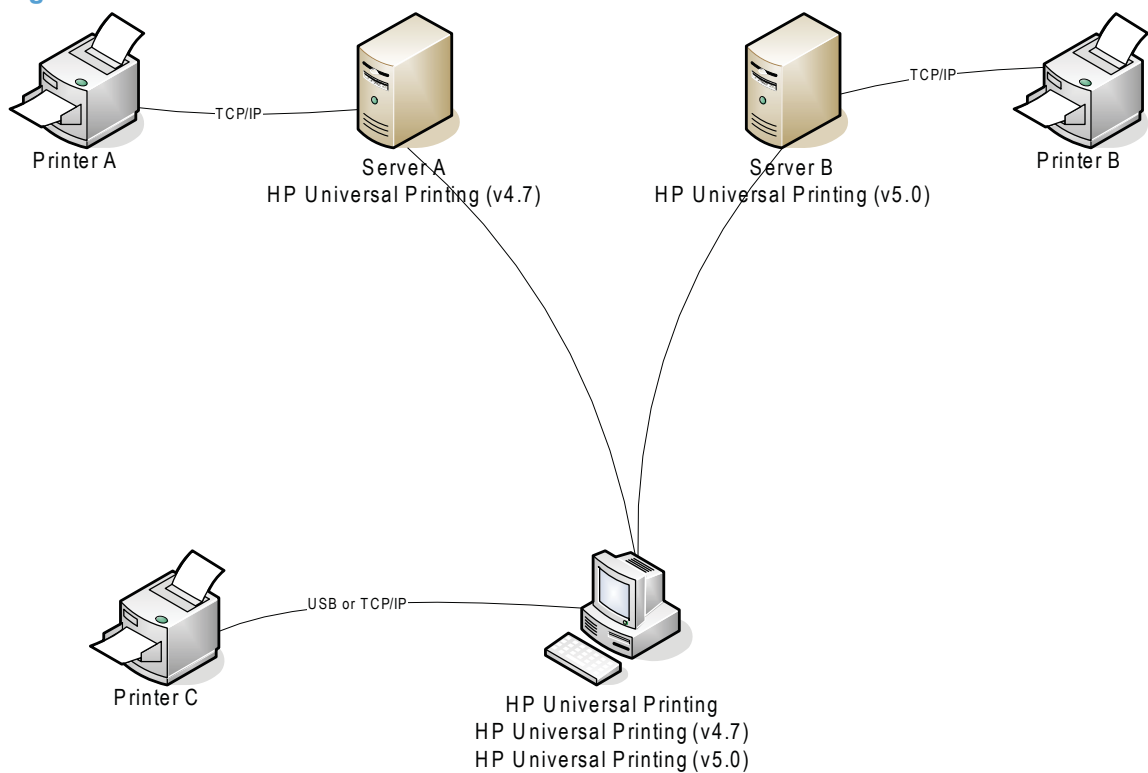 TCP/IP
TCP/IP
Printer A
Server A
HP Universal Printing (v4.7)
Server B
HP Universal Printing (v5.0)
Printer B
USB or TCP/IP
Printer C
HP Universal Printing
HP Universal Printing (v4.7)
HP Universal Printing (v5.0)